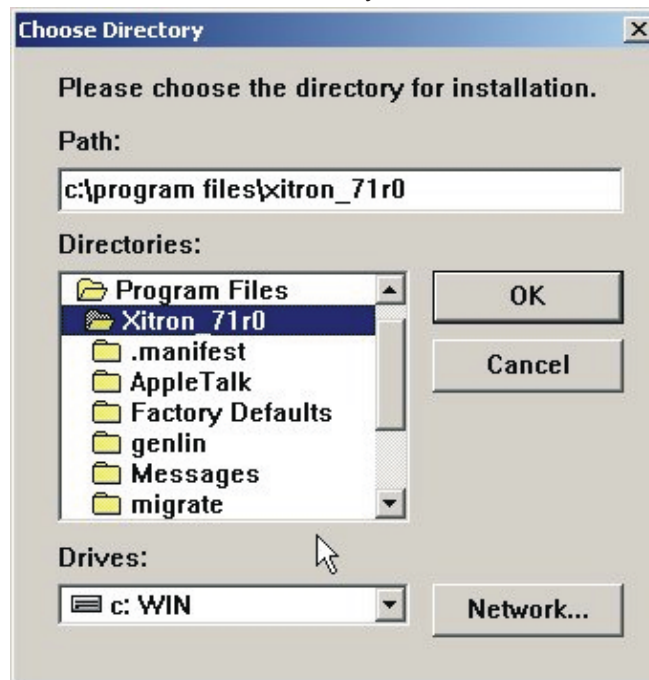 Choose Directory
Please choose the directory for installation.
Path:
c:\program files\xitron_71r0
Directories:
Program Files
Xitron_71r0
.manifest
AppleTalk
Factory Defaults
genlin
Messages
migrate
OK
Cancel
Drives:
c: WIN
Network...